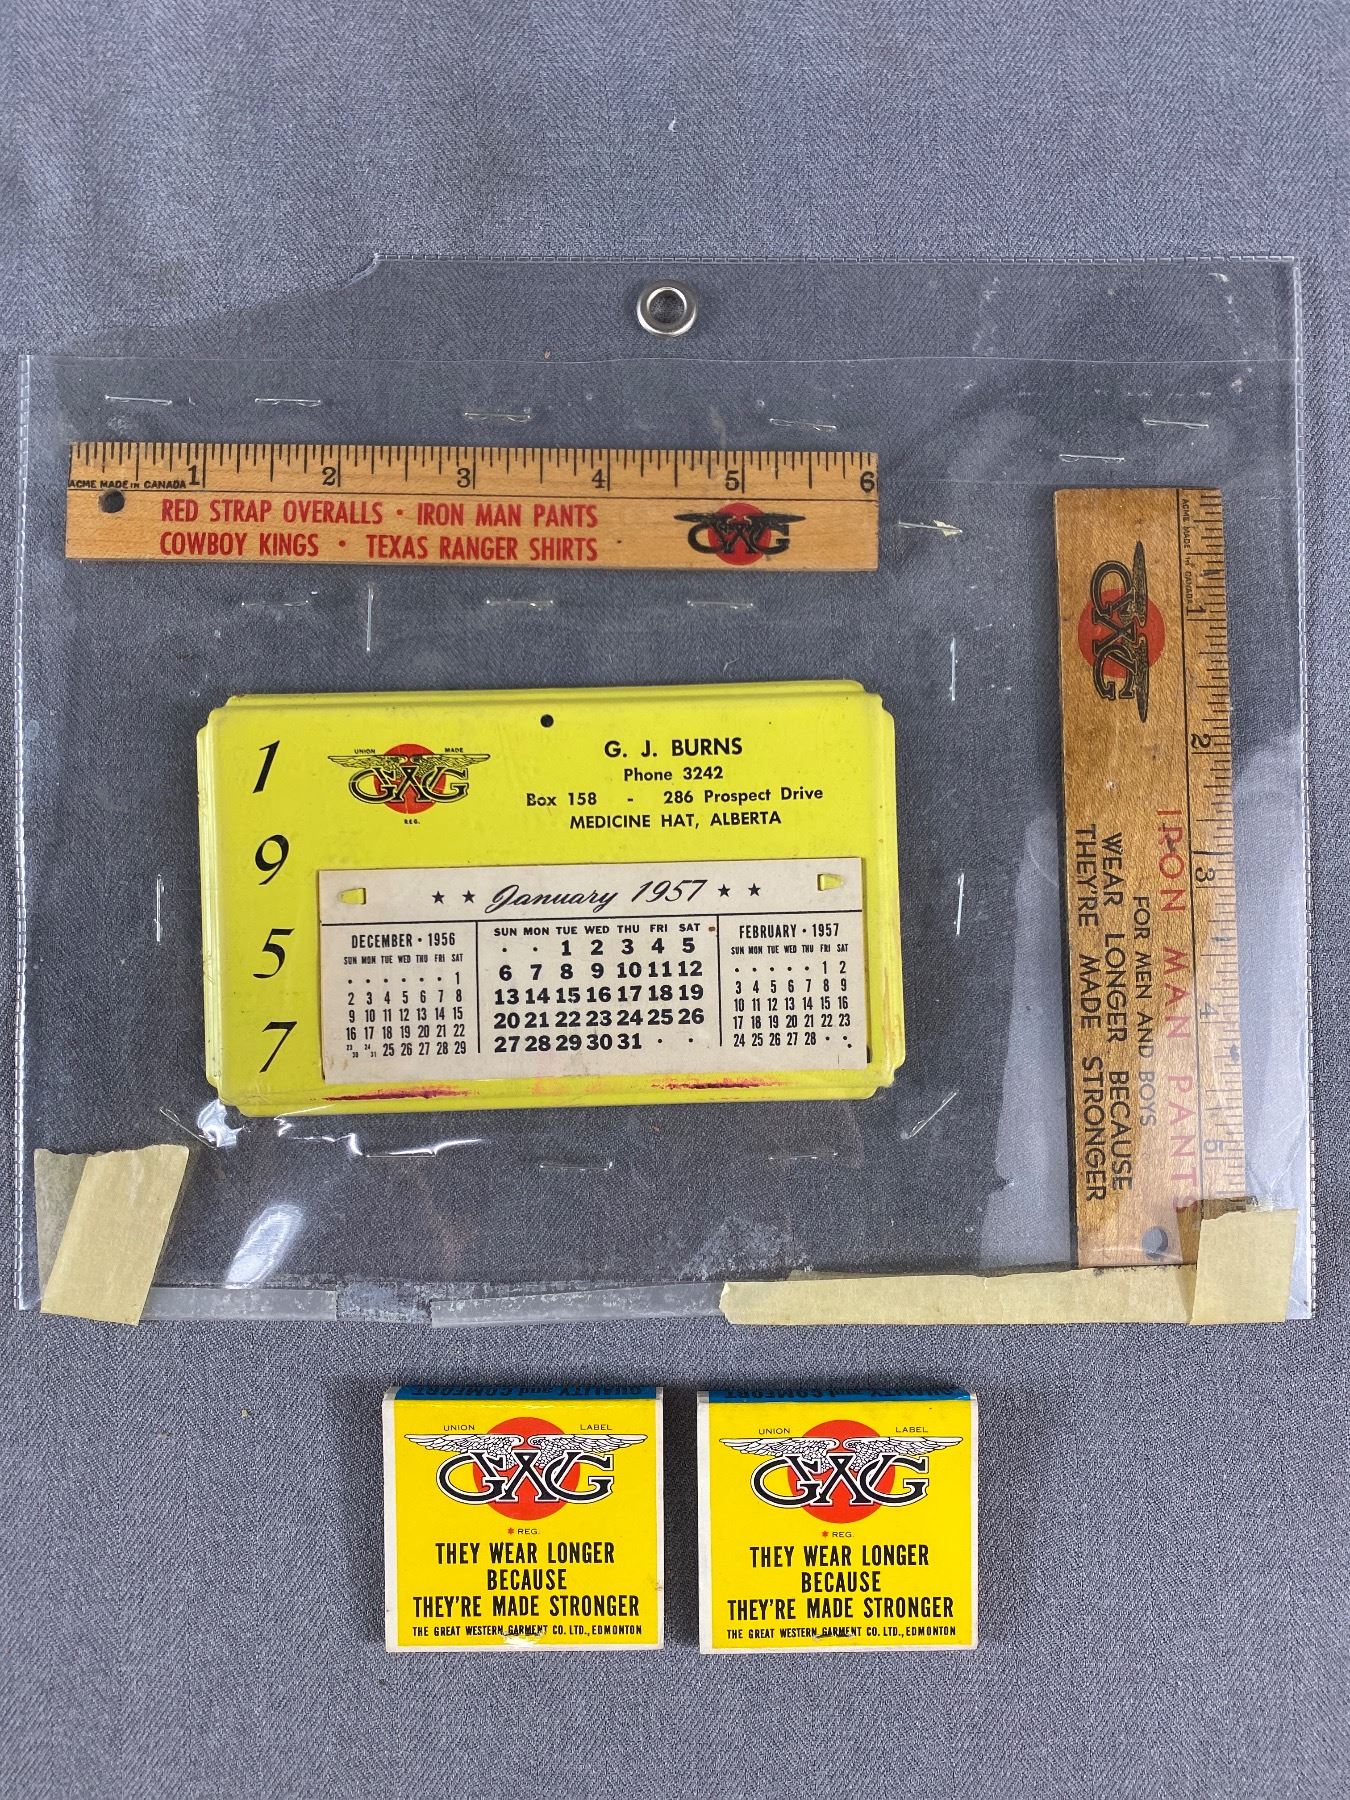 1 2 3 4 5 6
ACME MADE IN CANADA
RED STRAP OVERALLS • IRON MAN PANTS
COWBOY KINGS • TEXAS RANGER SHIRTS
GWG
ACME MADE IN CANADA
1 2 3 4 5
GWG
IRON MAN PANTS
FOR MEN AND BOYS
WEAR LONGER BECAUSE
THEY'RE MADE STRONGER
1
9
5
7
UNION MADE
GWG
REG.
G. J. BURNS
Phone 3242
Box 158 - 286 Prospect Drive
MEDICINE HAT, ALBERTA
★ ★ January 1957 ★ ★
DECEMBER • 1956
SUN MON TUE WED THU FRI SAT
• • • • • • 1
2 3 4 5 6 7 8
9 10 11 12 13 14 15
16 17 18 19 20 21 22
23/30 24/31 25 26 27 28 29
SUN MON TUE WED THU FRI SAT
• • 1 2 3 4 5
6 7 8 9 10 11 12
13 14 15 16 17 18 19
20 21 22 23 24 25 26
27 28 29 30 31 • •
FEBRUARY • 1957
SUN MON TUE WED THU FRI SAT
• • • • • 1 2
3 4 5 6 7 8 9
10 11 12 13 14 15 16
17 18 19 20 21 22 23
24 25 26 27 28 • •
QUALITY and COMFORT
UNION LABEL
GWG
* REG.
THEY WEAR LONGER
BECAUSE
THEY'RE MADE STRONGER
THE GREAT WESTERN GARMENT CO. LTD., EDMONTON
QUALITY and COMFORT
UNION LABEL
GWG
* REG.
THEY WEAR LONGER
BECAUSE
THEY'RE MADE STRONGER
THE GREAT WESTERN GARMENT CO. LTD., EDMONTON